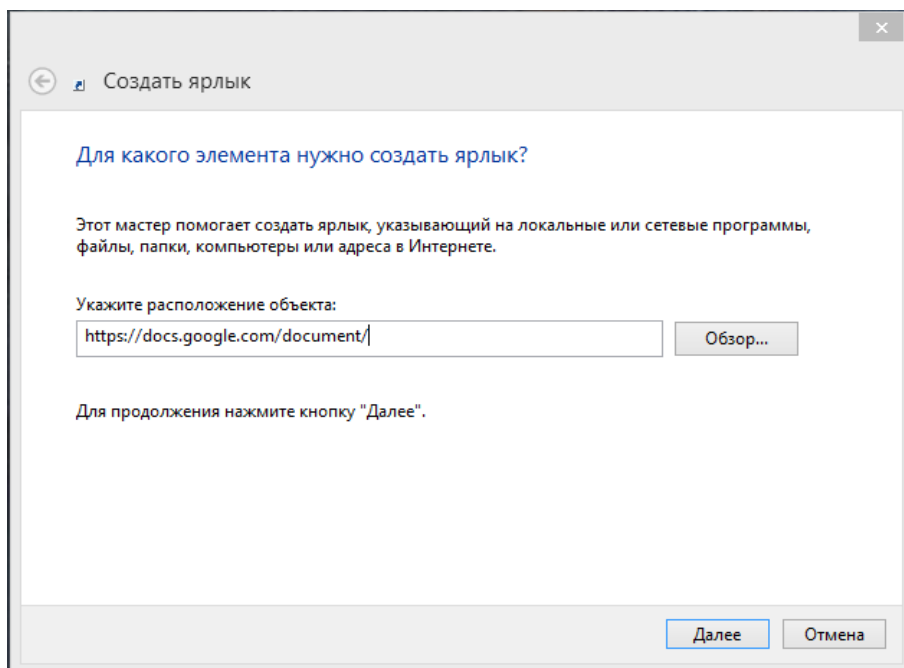 Создать ярлык
Для какого элемента нужно создать ярлык?
Этот мастер помогает создать ярлык, указывающий на локальные или сетевые программы,
файлы, папки, компьютеры или адреса в Интернете.
Укажите расположение объекта:
https://docs.google.com/document/
Обзор...
Для продолжения нажмите кнопку "Далее".
Далее
Отмена